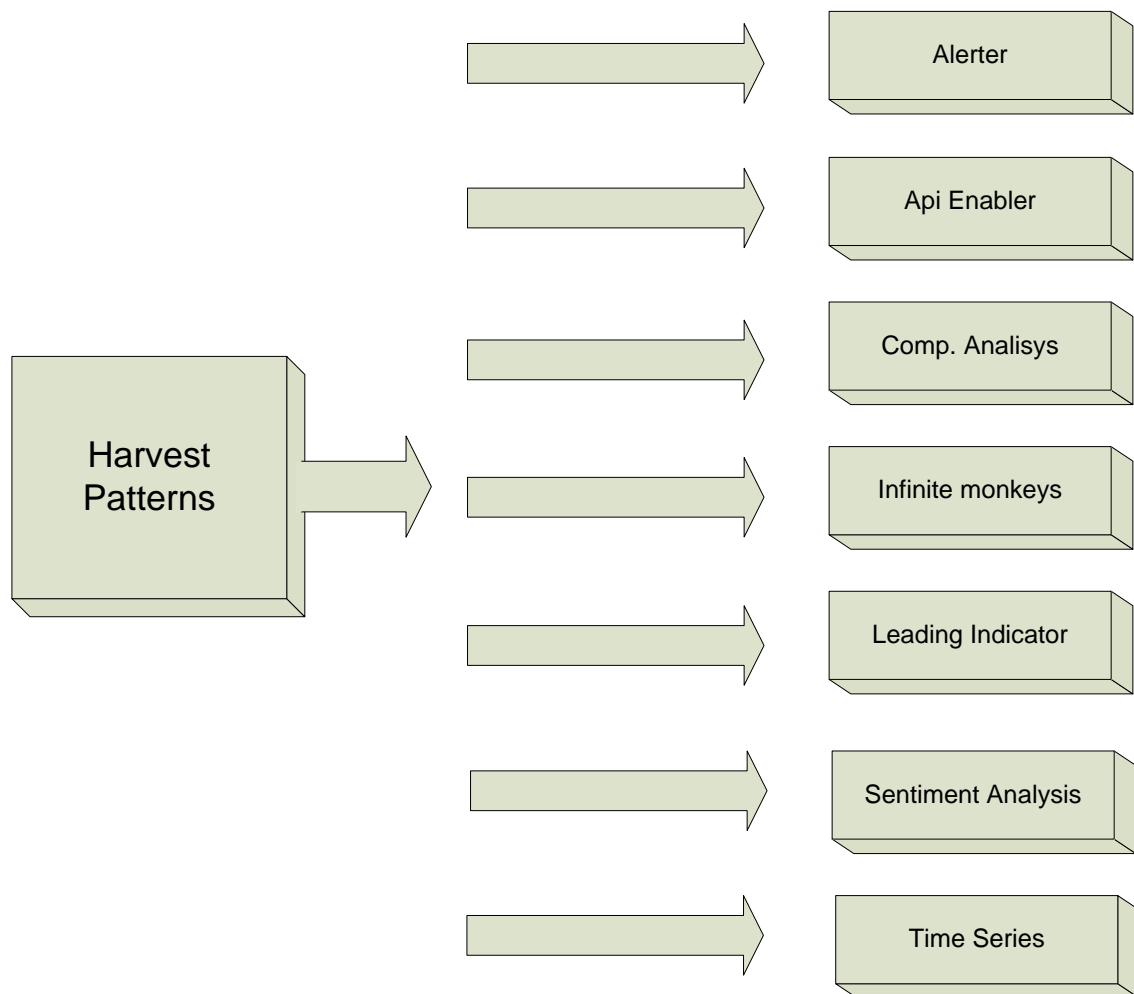 Alerter
Api Enabler
Comp. Analisys
Harvest
Patterns
Infinite monkeys
Leading Indicator
Sentiment Analysis
Time Series